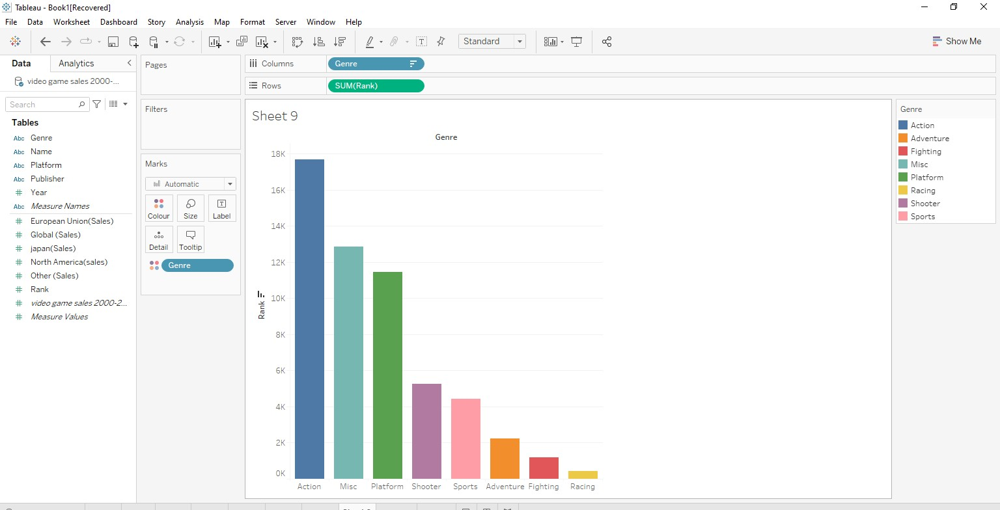 Tableau - Book1[Recovered]
File Data Worksheet Dashboard Story Analysis Map Format Server Window Help
Standard
Show Me
Data Analytics
video game sales 2000-...
Search
Tables
Abc Genre
Abc Name
Abc Platform
Abc Publisher
Year
Abc Measure Names
European Union(Sales)
Global (Sales)
japan(Sales)
North America(sales)
Other (Sales)
Rank
video game sales 2000-2...
Measure Values
Pages
Filters
Marks
Automatic
Colour Size Label
Detail Tooltip
Genre
Columns Genre
Rows SUM(Rank)
Sheet 9
Genre
18K
16K
14K
12K
10K
8K
6K
4K
2K
0K
Rank
Action Misc Platform Shooter Sports Adventure Fighting Racing
Genre
Action
Adventure
Fighting
Misc
Platform
Racing
Shooter
Sports